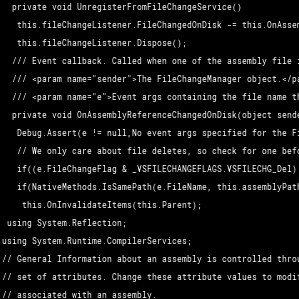 private void UnregisterFromFileChangeService()
this.fileChangeListener.FileChangedOnDisk -= this.OnAssem
this.fileChangeListener.Dispose();
/// Event callback. Called when one of the assembly file i
/// <param name="sender">The FileChangeManager object.</pa
/// <param name="e">Event args containing the file name th
private void OnAssemblyReferenceChangedOnDisk(object sende
Debug.Assert(e != null,No event args specified for the Fi
// We only care about file deletes, so check for one befo
if((e.FileChangeFlag & _VSFILECHANGEFLAGS.VSFILECHG_Del)
if(NativeMethods.IsSamePath(e.FileName, this.assemblyPath
this.OnInvalidateItems(this.Parent);
using System.Reflection;
using System.Runtime.CompilerServices;
// General Information about an assembly is controlled throu
// set of attributes. Change these attribute values to modif
// associated with an assembly.